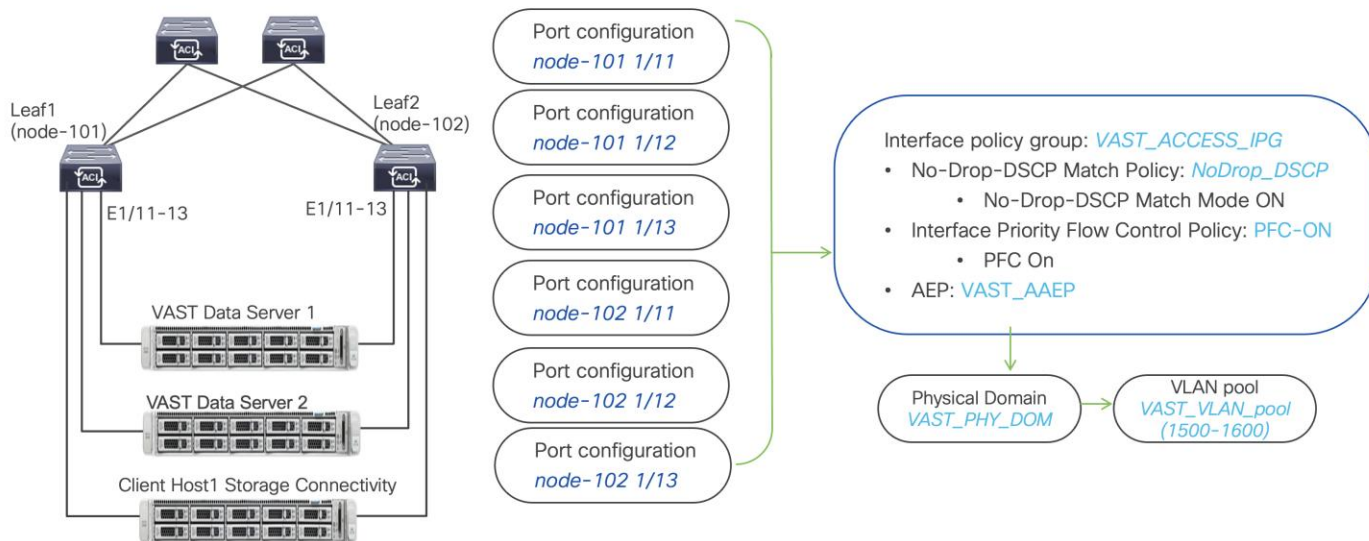 ACI
ACI
Leaf1
(node-101)
Leaf2
(node-102)
ACI
ACI
E1/11-13
E1/11-13
VAST Data Server 1
VAST Data Server 2
Client Host1 Storage Connectivity
Port configuration
node-101 1/11
Port configuration
node-101 1/12
Port configuration
node-101 1/13
Port configuration
node-102 1/11
Port configuration
node-102 1/12
Port configuration
node-102 1/13
Interface policy group: VAST_ACCESS_IPG
• No-Drop-DSCP Match Policy: NoDrop_DSCP
• No-Drop-DSCP Match Mode ON
• Interface Priority Flow Control Policy: PFC-ON
• PFC On
• AEP: VAST_AAEP
Physical Domain
VAST_PHY_DOM
VLAN pool
VAST_VLAN_pool
(1500-1600)